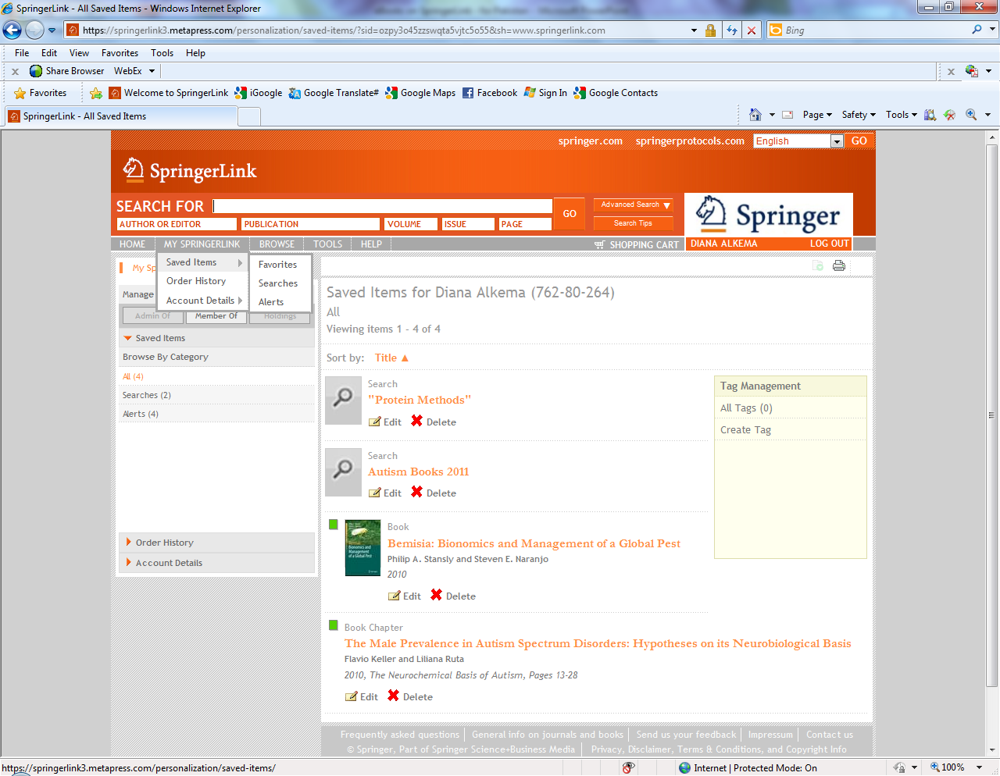 SpringerLink - All Saved Items - Windows Internet Explorer
https://springerlink3.metapress.com/personalization/saved-items/?sid=ozpy3o45zzswqta5vjtc5o55&sh=www.springerlink.com
Bing
File Edit View Favorites Tools Help
x Share Browser WebEx x
Favorites Welcome to SpringerLink iGoogle Google Translate# Google Maps Facebook Sign In Google Contacts
SpringerLink - All Saved Items Page Safety Tools
springer.com springerprotocols.com English GO
SpringerLink
SEARCH FOR GO Advanced Search
Springer
AUTHOR OR EDITOR PUBLICATION VOLUME ISSUE PAGE Search Tips
HOME MY SPRINGERLINK BROWSE TOOLS HELP SHOPPING CART DIANA ALKEMA LOG OUT
Saved Items Favorites
My Sp
Order History Searches
Manage
Account Details Alerts
Admin Of Member Of Holdings
Saved Items
Browse By Category
All (4)
Searches (2)
Alerts (4)
Order History
Account Details
Saved Items for Diana Alkema (762-80-264)
All
Viewing items 1 - 4 of 4
Sort by: Title ▲
Search
"Protein Methods"
Edit Delete
Search
Autism Books 2011
Edit Delete
Bemisia:
Bionomics and
Management
of a Global Pest
Book
Bemisia: Bionomics and Management of a Global Pest
Philip A. Stansly and Steven E. Naranjo
2010
Edit Delete
Book Chapter
The Male Prevalence in Autism Spectrum Disorders: Hypotheses on its Neurobiological Basis
Flavio Keller and Liliana Ruta
2010, The Neurochemical Basis of Autism, Pages 13-28
Edit Delete
Tag Management
All Tags (0)
Create Tag
Frequently asked questions General info on journals and books Send us your feedback Impressum Contact us
© Springer, Part of Springer Science+Business Media Privacy, Disclaimer, Terms & Conditions, and Copyright Info
https://springerlink3.metapress.com/personalization/saved-items/ Internet | Protected Mode: On 100%